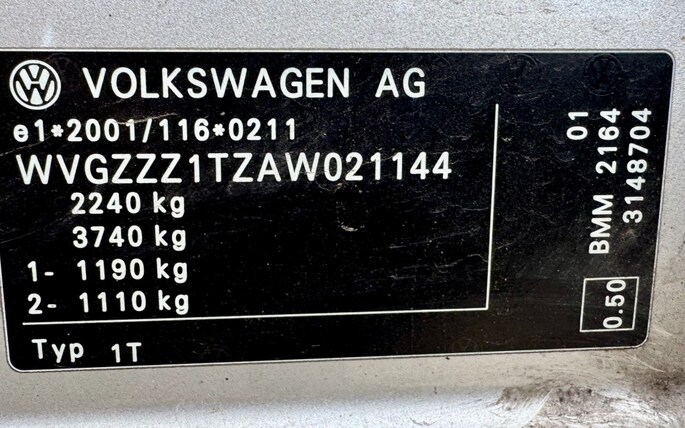 VW VOLKSWAGEN AG
e1*2001/116*0211
WVGZZZ1TZAW021144
2240 kg
3740 kg
1- 1190 kg
2- 1110 kg
Typ 1T
01
BMM 2164
3148704
0.50